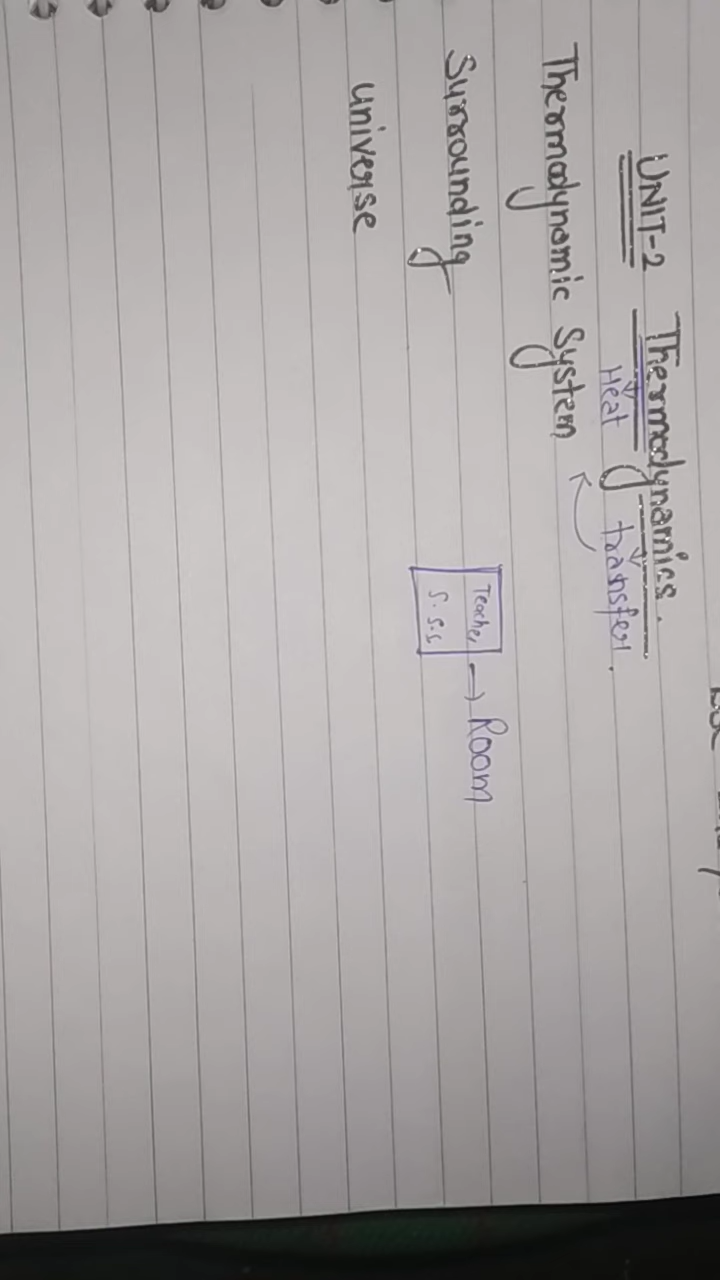 UNIT-2 Thermodynamics.
Heat transfer.
Thermodynamic System
Surrounding
Teacher → Room
S. S.S
universe